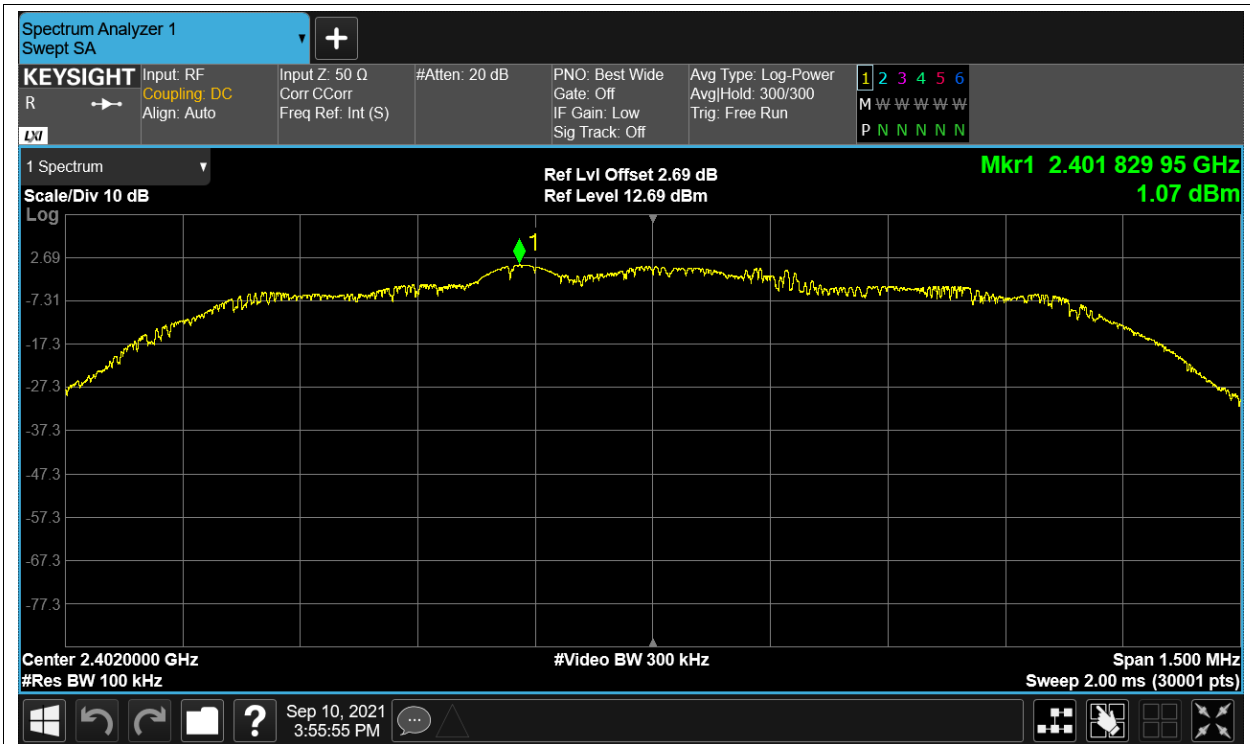 Spectrum Analyzer 1
Swept SA
KEYSIGHT
R
LXI
Input: RF
Coupling: DC
Align: Auto
Input Z: 50 Ω
Corr CCorr
Freq Ref: Int (S)
#Atten: 20 dB
PNO: Best Wide
Gate: Off
IF Gain: Low
Sig Track: Off
Avg Type: Log-Power
Avg|Hold: 300/300
Trig: Free Run
1 2 3 4 5 6
M W W W W W W
P N N N N N
1 Spectrum
Scale/Div 10 dB
Log
Ref Lvl Offset 2.69 dB
Ref Level 12.69 dBm
Mkr1 2.401 829 95 GHz
1.07 dBm
1
2.69
-7.31
-17.3
-27.3
-37.3
-47.3
-57.3
-67.3
-77.3
Center 2.4020000 GHz
#Res BW 100 kHz
#Video BW 300 kHz
Span 1.500 MHz
Sweep 2.00 ms (30001 pts)
?
Sep 10, 2021
3:55:55 PM